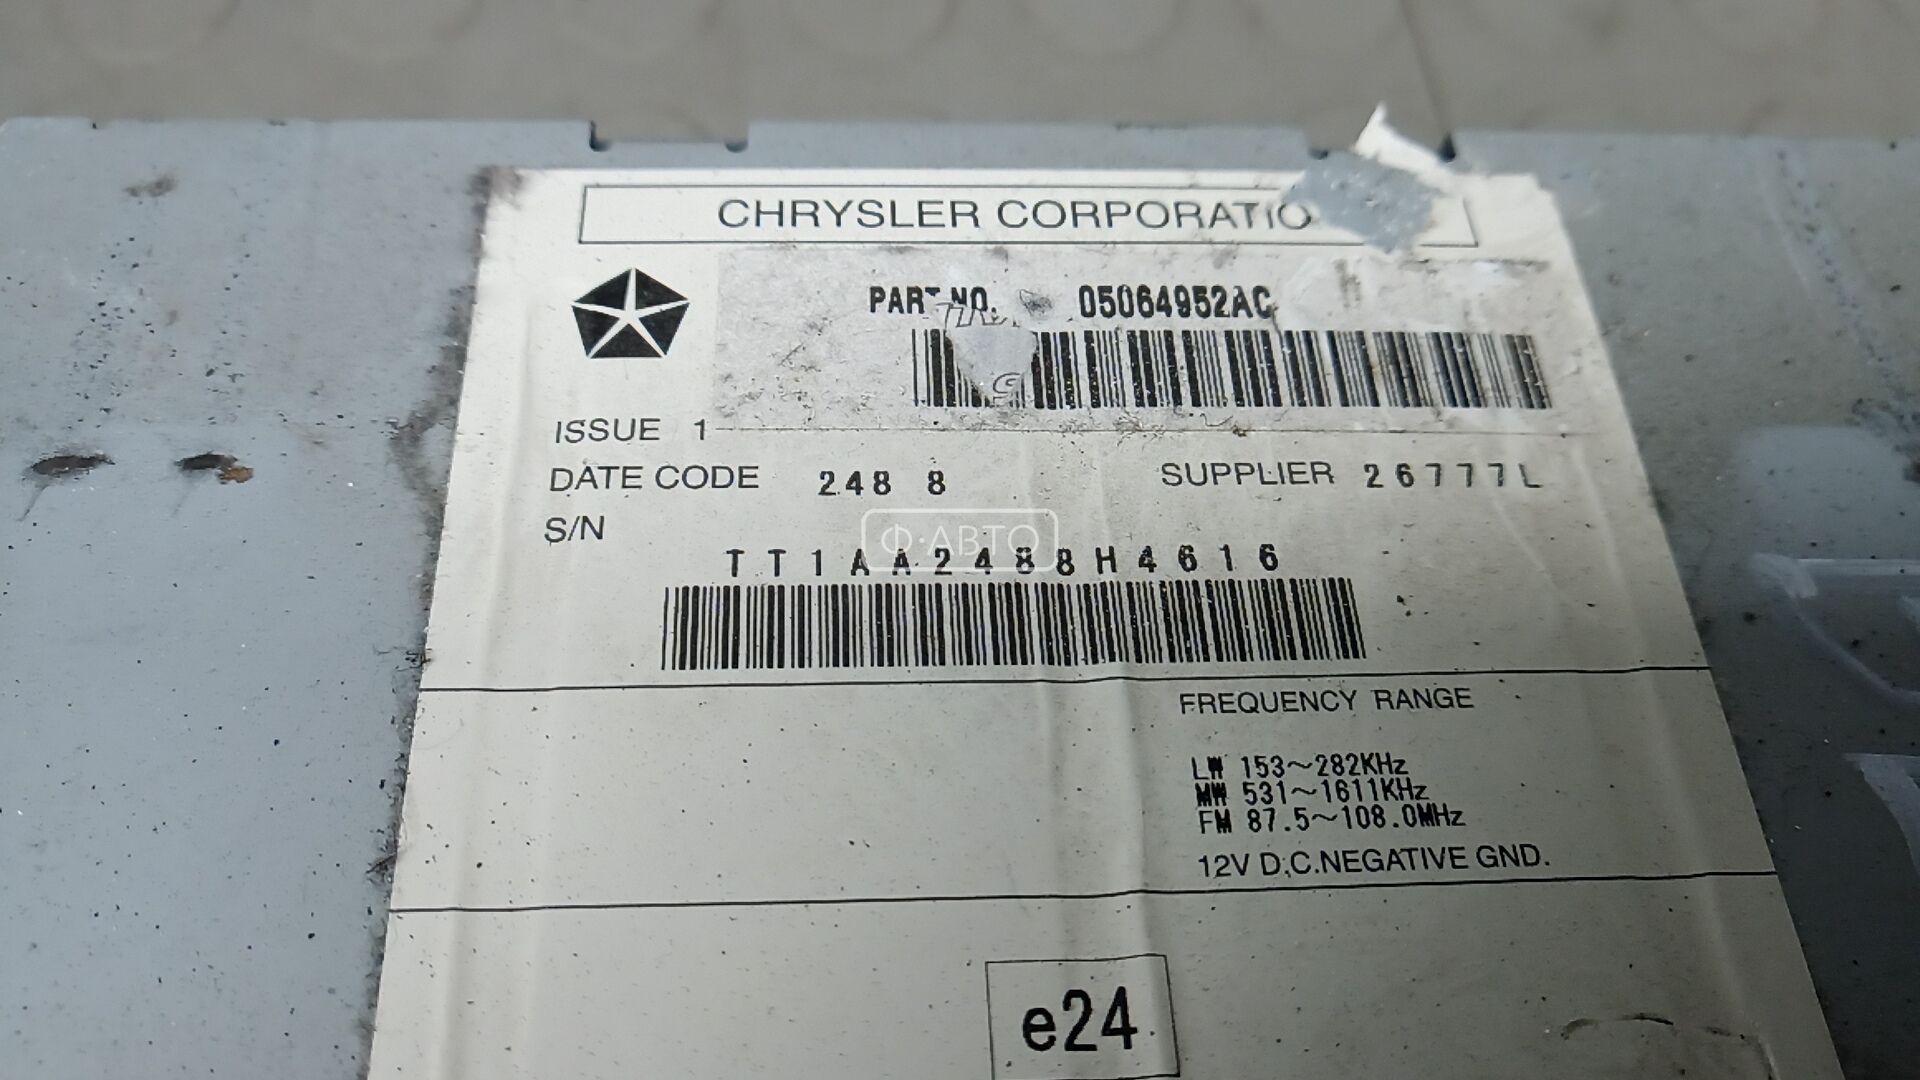 CHRYSLER CORPORATIO
PART NO. 05064952AC
ISSUE 1
DATE CODE 248 8 SUPPLIER 26777L
S/N
Ф·АВТО
TT1AA2488H4616
FREQUENCY RANGE
LW 153~282KHz
MW 531~1611KHz
FM 87.5~108.0MHz
12V D.C.NEGATIVE GND.
e24